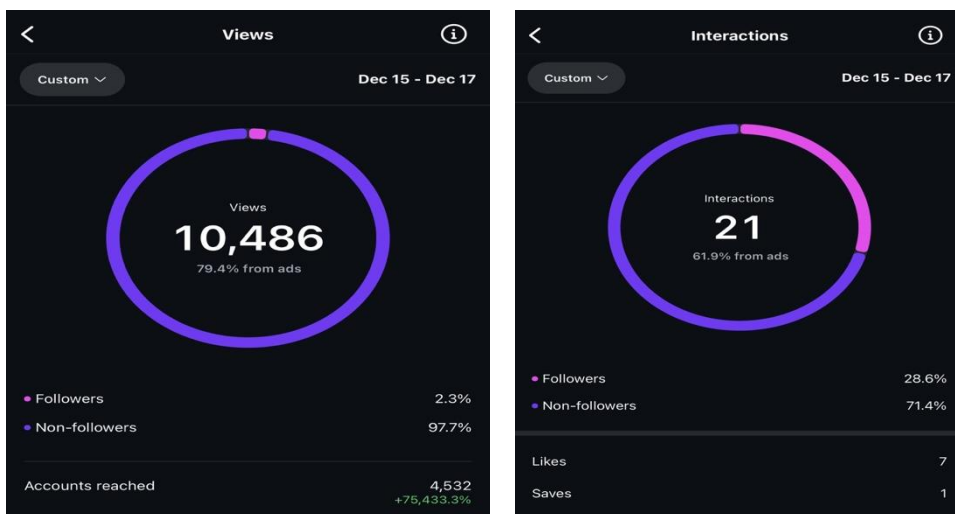 Views
Custom
Dec 15 - Dec 17
Views
10,486
79.4% from ads
Followers 2.3%
Non-followers 97.7%
Accounts reached 4,532
+75,433.3%
Interactions
Custom
Dec 15 - Dec 17
Interactions
21
61.9% from ads
Followers 28.6%
Non-followers 71.4%
Likes 7
Saves 1